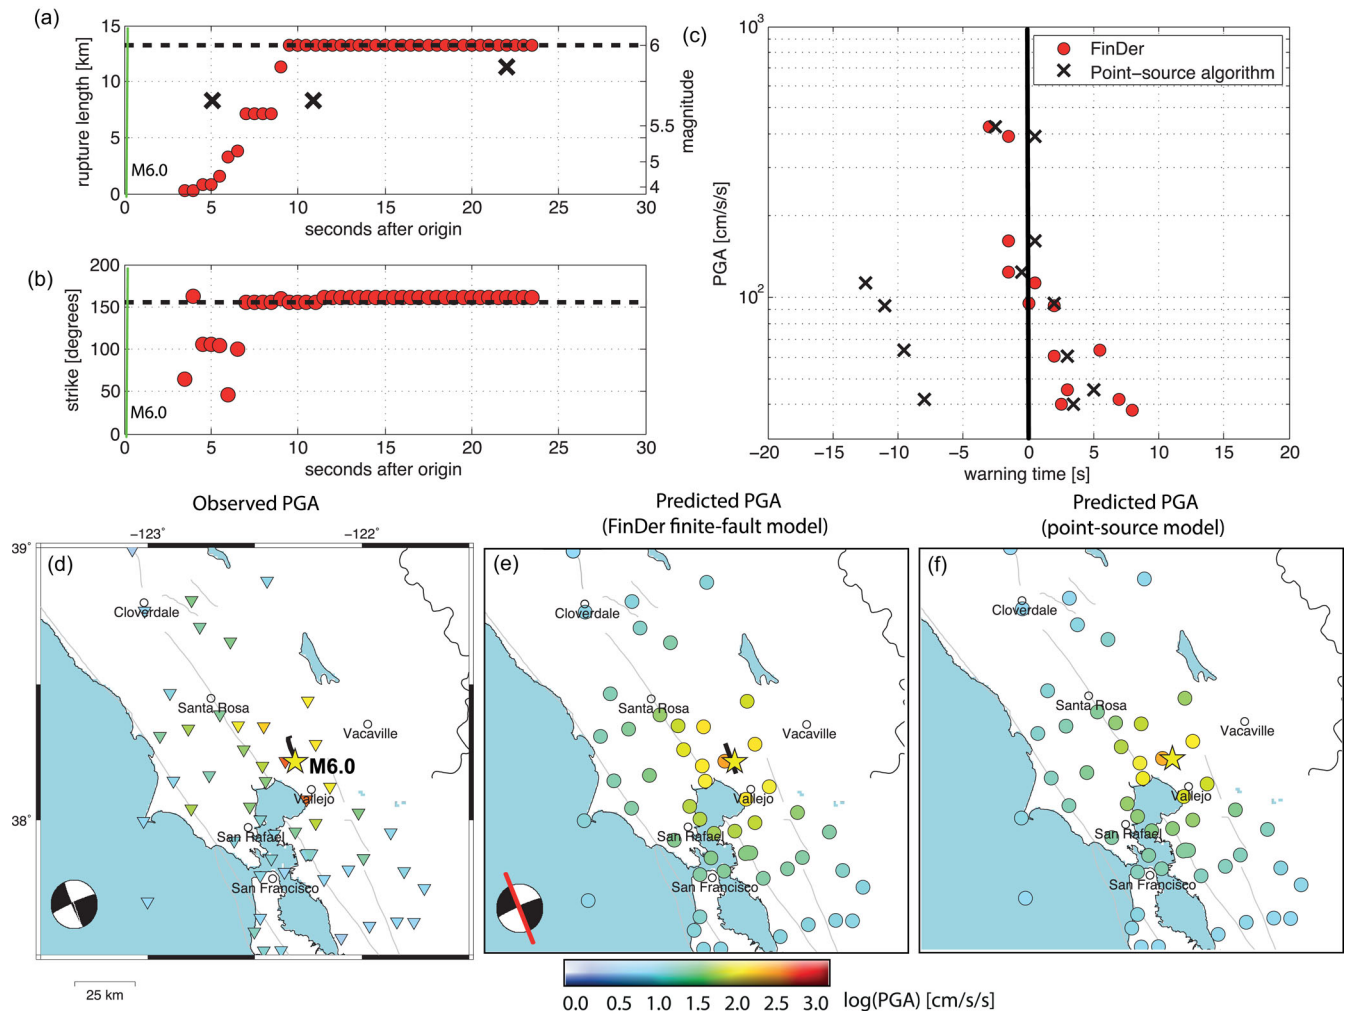 (a)
15
10
5
0
rupture length [km]
6
5.5
5
4
magnitude
M6.0
0 5 10 15 20 25 30
seconds after origin
(b)
200
150
100
50
0
strike [degrees]
M6.0
0 5 10 15 20 25 30
seconds after origin
(c)
10³
10²
PGA [cm/s/s]
FinDer
Point-source algorithm
−20 −15 −10 −5 0 5 10 15 20
warning time [s]
Observed PGA
−123° −122°
39°
38°
(d)
Cloverdale
Santa Rosa
Vacaville
M6.0
Vallejo
San Rafael
San Francisco
25 km
Predicted PGA
(FinDer finite-fault model)
(e)
Cloverdale
Santa Rosa
Vacaville
Vallejo
San Rafael
San Francisco
Predicted PGA
(point-source model)
(f)
Cloverdale
Santa Rosa
Vacaville
Vallejo
San Rafael
San Francisco
0.0 0.5 1.0 1.5 2.0 2.5 3.0
log(PGA) [cm/s/s]